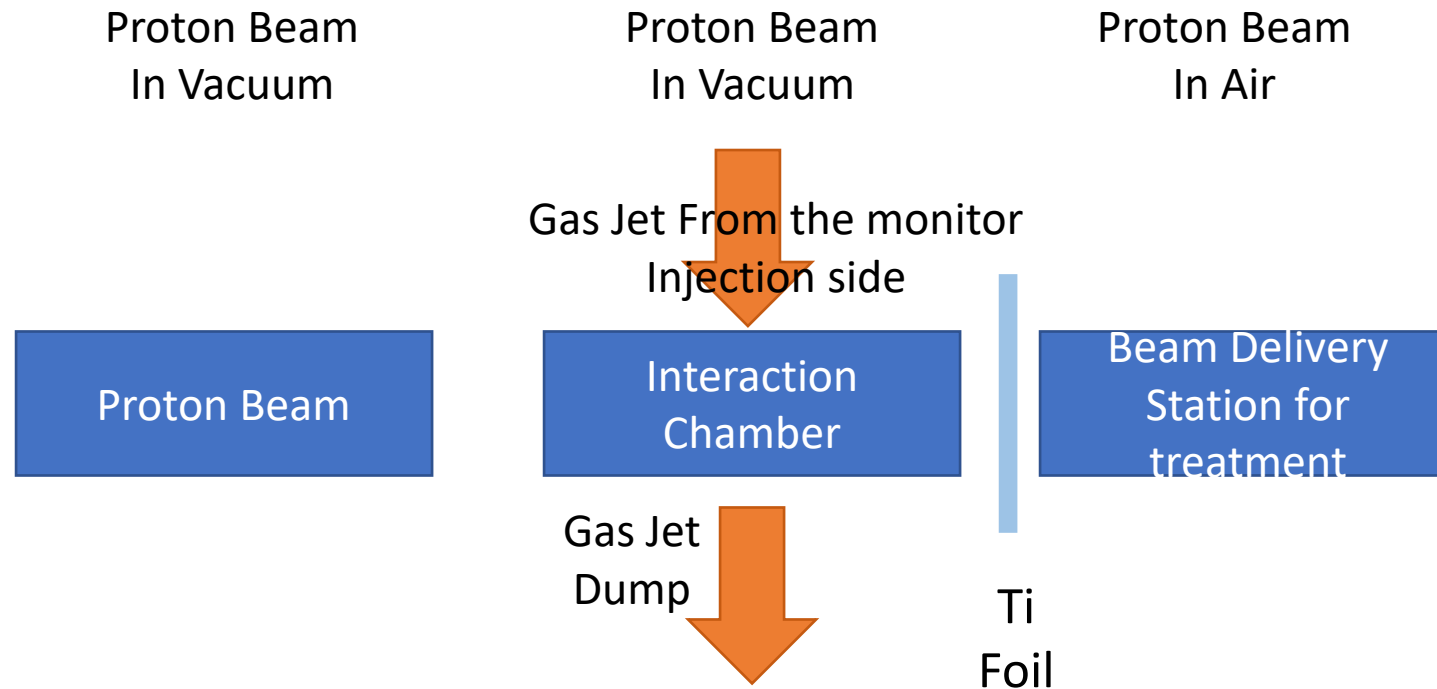 Proton Beam
In Vacuum
Proton Beam
In Vacuum
Proton Beam
In Air
Gas Jet From the monitor
Injection side
Proton Beam
Interaction
Chamber
Beam Delivery
Station for
treatment
Gas Jet
Dump
Ti
Foil